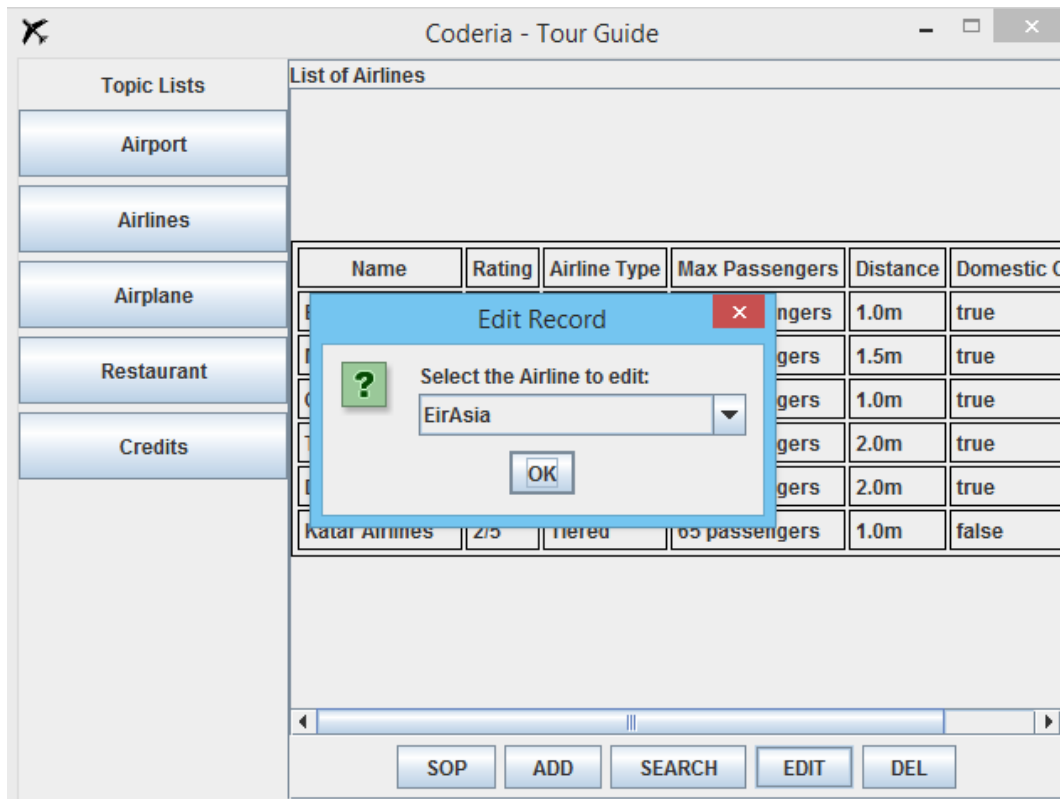 Coderia - Tour Guide
Topic Lists
Airport
Airlines
Airplane
Restaurant
Credits
List of Airlines
Name Rating Airline Type Max Passengers Distance Domestic
ngers 1.0m true
gers 1.5m true
gers 1.0m true
gers 2.0m true
gers 2.0m true
Katar Airlines 2/5 Tiered 65 passengers 1.0m false
Edit Record
?
Select the Airline to edit:
EirAsia
OK
SOP ADD SEARCH EDIT DEL